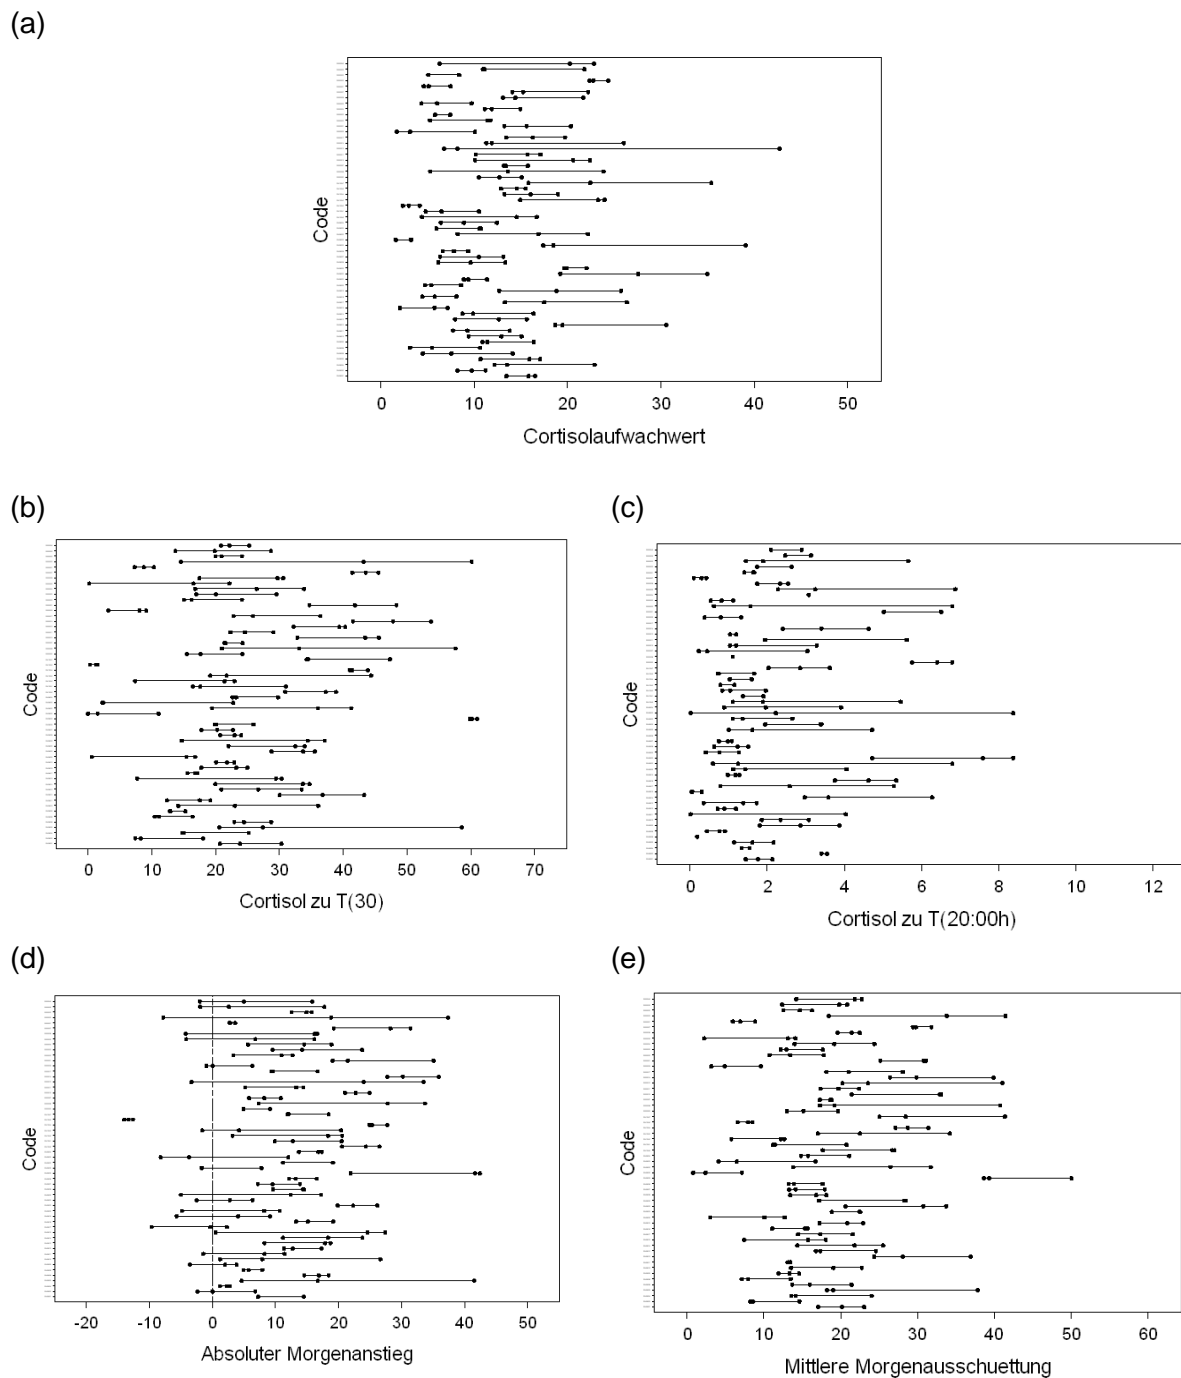 (a)
Code
0 10 20 30 40 50
Cortisolaufwachwert
(b)
Code
0 10 20 30 40 50 60 70
Cortisol zu T(30)
(c)
Code
0 2 4 6 8 10 12
Cortisol zu T(20:00h)
(d)
Code
-20 -10 0 10 20 30 40 50
Absoluter Morgenanstieg
(e)
Code
0 10 20 30 40 50 60
Mittlere Morgenausschuettung